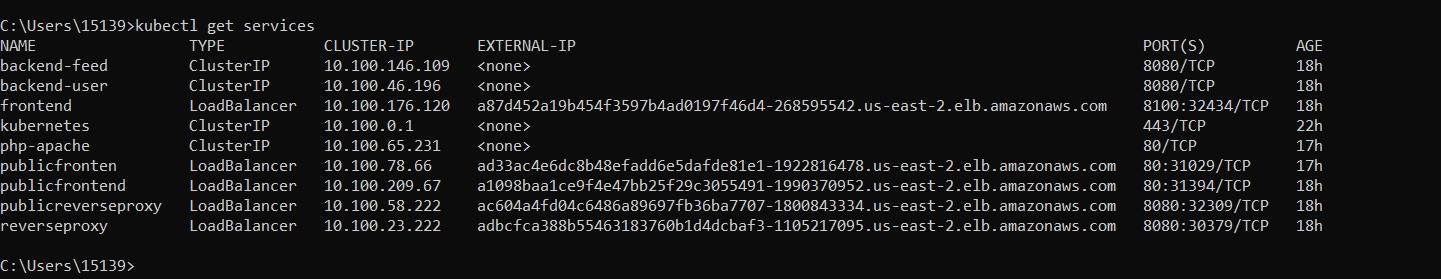 C:\Users\15139>kubectl get services
NAME TYPE CLUSTER-IP EXTERNAL-IP PORT(S) AGE
backend-feed ClusterIP 10.100.146.109 <none> 8080/TCP 18h
backend-user ClusterIP 10.100.46.196 <none> 8080/TCP 18h
frontend LoadBalancer 10.100.176.120 a87d452a19b454f3597b4ad0197f46d4-268595542.us-east-2.elb.amazonaws.com 8100:32434/TCP 18h
kubernetes ClusterIP 10.100.0.1 <none> 443/TCP 22h
php-apache ClusterIP 10.100.65.231 <none> 80/TCP 17h
publicfronten LoadBalancer 10.100.78.66 ad33ac4e6dc8b48efadd6e5dafde81e1-1922816478.us-east-2.elb.amazonaws.com 80:31029/TCP 17h
publicfrontend LoadBalancer 10.100.209.67 a1098baa1ce9f4e47bb25f29c3055491-1990370952.us-east-2.elb.amazonaws.com 80:31394/TCP 18h
publicreverseproxy LoadBalancer 10.100.58.222 ac604a4fd04c6486a89697fb36ba7707-1800843334.us-east-2.elb.amazonaws.com 8080:32309/TCP 18h
reverseproxy LoadBalancer 10.100.23.222 adbcfca388b55463183760b1d4dcbaf3-1105217095.us-east-2.elb.amazonaws.com 8080:30379/TCP 18h
C:\Users\15139>